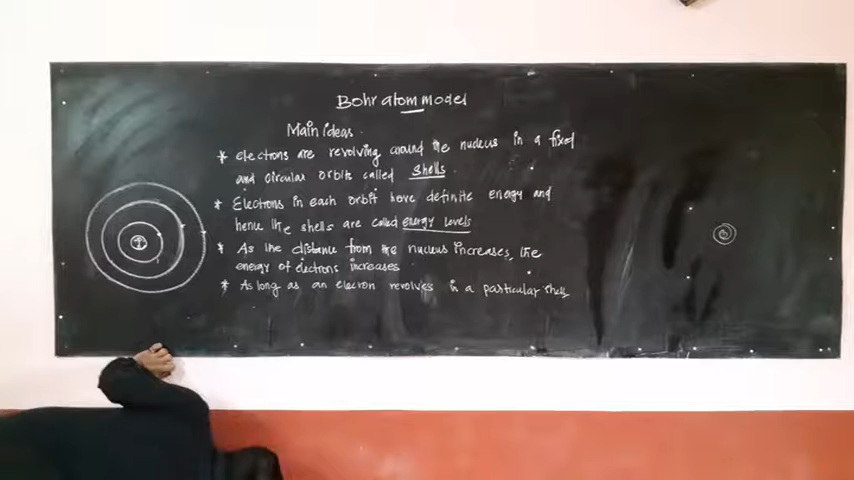 Bohr atom model
Main ideas
* electrons are revolving around the nucleus in a fixed
and circular orbits called shells
* Electrons in each orbit have definite energy and
hence the shells are called energy levels
* As the distance from the nucleus increases, the
energy of electrons increases
* As long as an electron revolves in a particular shell,